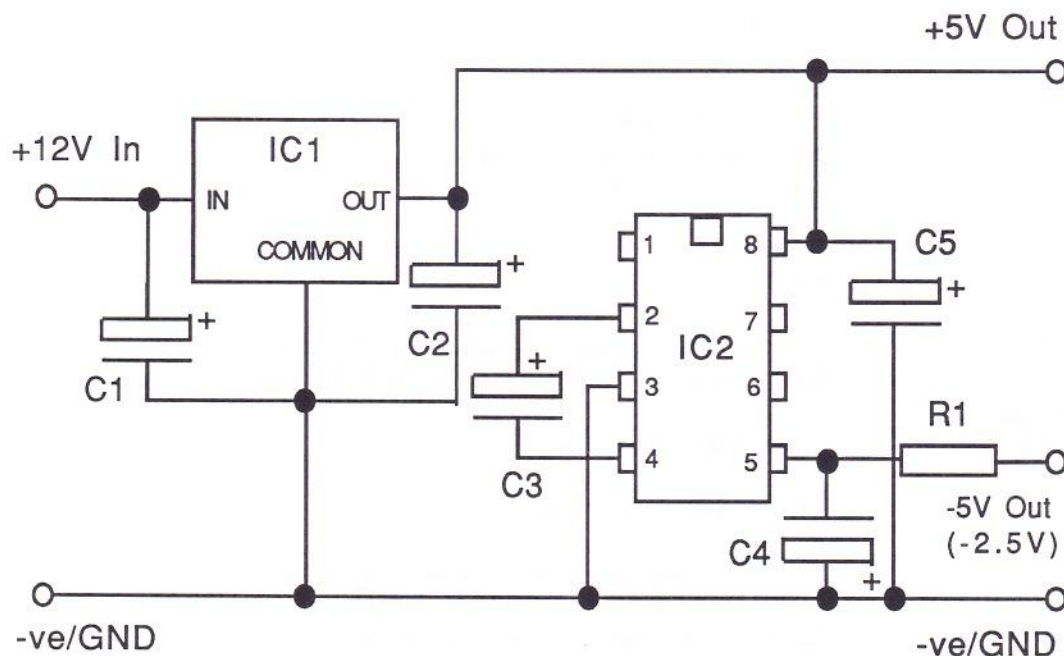 +5V Out
+12V In
IC1
IN
OUT
COMMON
+
C2
+
C1
1
2
3
4
IC2
8
7
6
5
+
C3
C5
+
R1
-5V Out
(-2.5V)
C4
+
-ve/GND
-ve/GND